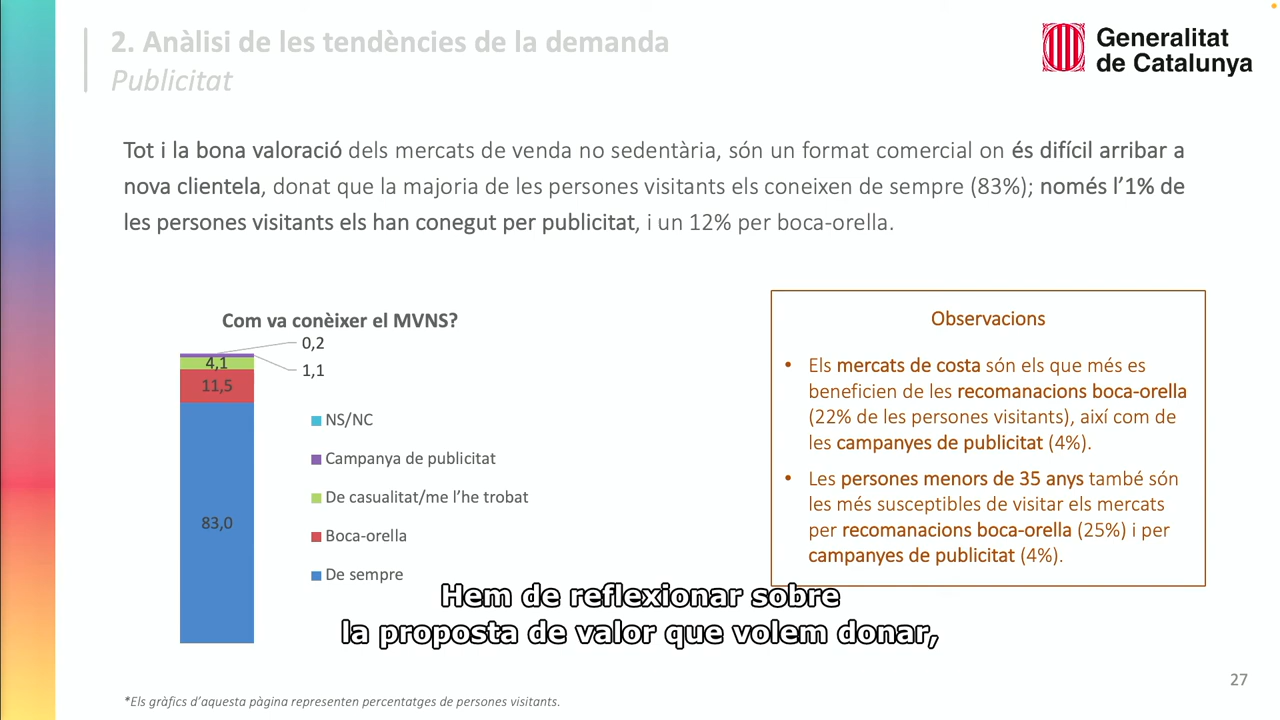 2. Anàlisi de les tendències de la demanda
Publicitat
Generalitat
de Catalunya
Tot i la bona valoració dels mercats de venda no sedentària, són un format comercial on és difícil arribar a
nova clientela, donat que la majoria de les persones visitants els coneixen de sempre (83%); només l’1% de
les persones visitants els han conegut per publicitat, i un 12% per boca-orella.
Com va conèixer el MVNS?
0,2
4,1
1,1
11,5
83,0
NS/NC
Campanya de publicitat
De casualitat/me l’he trobat
Boca-orella
De sempre
Observacions
• Els mercats de costa són els que més es
beneficien de les recomanacions boca-orella
(22% de les persones visitants), així com de
les campanyes de publicitat (4%).
• Les persones menors de 35 anys també són
les més susceptibles de visitar els mercats
per recomanacions boca-orella (25%) i per
campanyes de publicitat (4%).
Hem de reflexionar sobre
la proposta de valor que volem donar,
*Els gràfics d’aquesta pàgina representen percentatges de persones visitants.
27